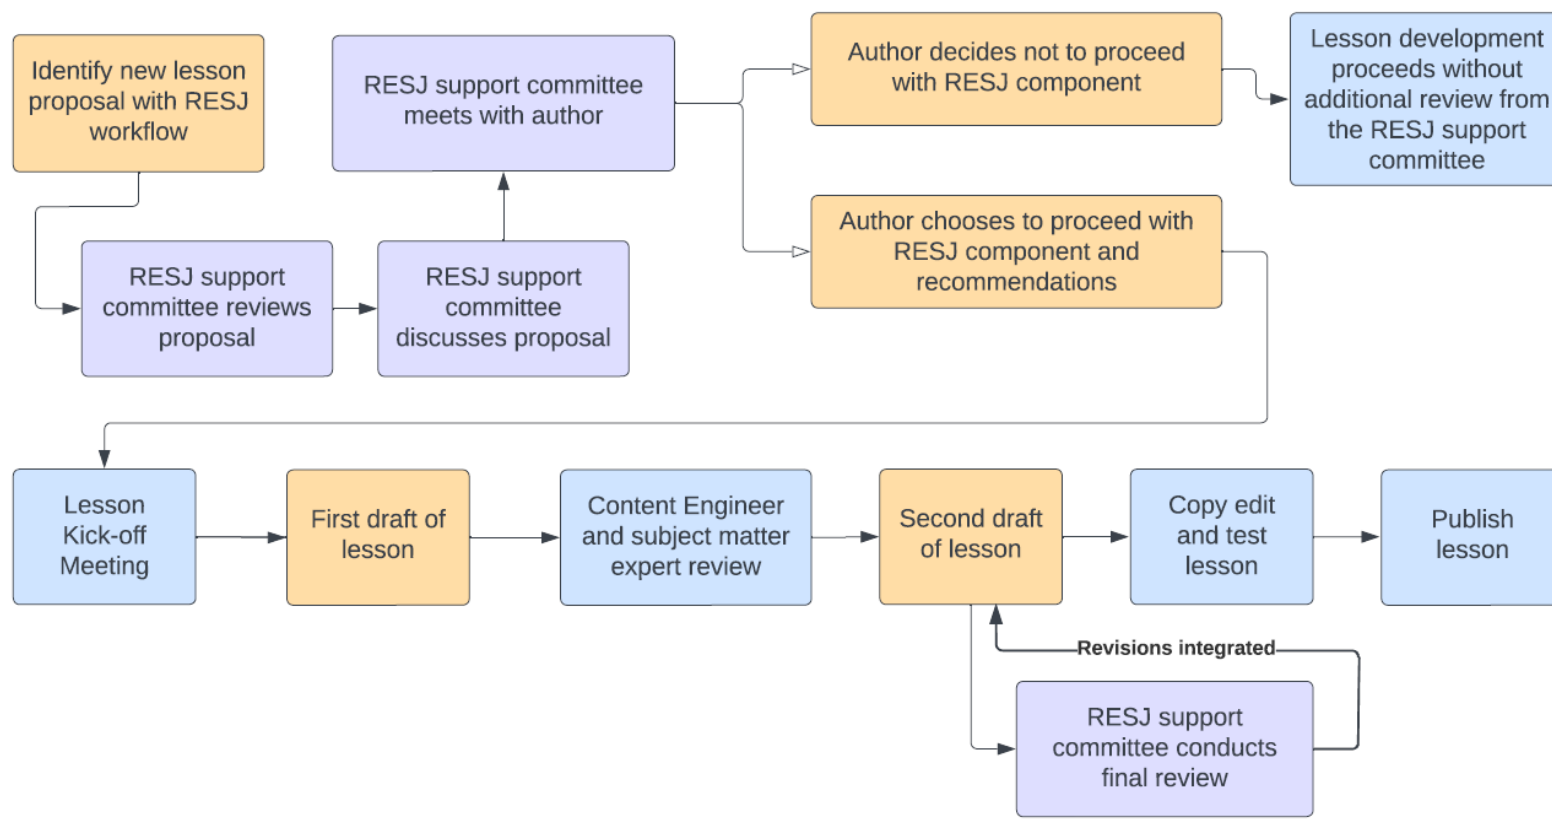 Identify new lesson
proposal with RESJ
workflow
RESJ support
committee reviews
proposal
RESJ support
committee
discusses proposal
RESJ support committee
meets with author
Author decides not to proceed
with RESJ component
Lesson development
proceeds without
additional review from
the RESJ support
committee
Author chooses to proceed with
RESJ component and
recommendations
Lesson
Kick-off
Meeting
First draft of
lesson
Content Engineer
and subject matter
expert review
Second draft
of lesson
Copy edit
and test
lesson
Publish
lesson
Revisions integrated
RESJ support
committee conducts
final review